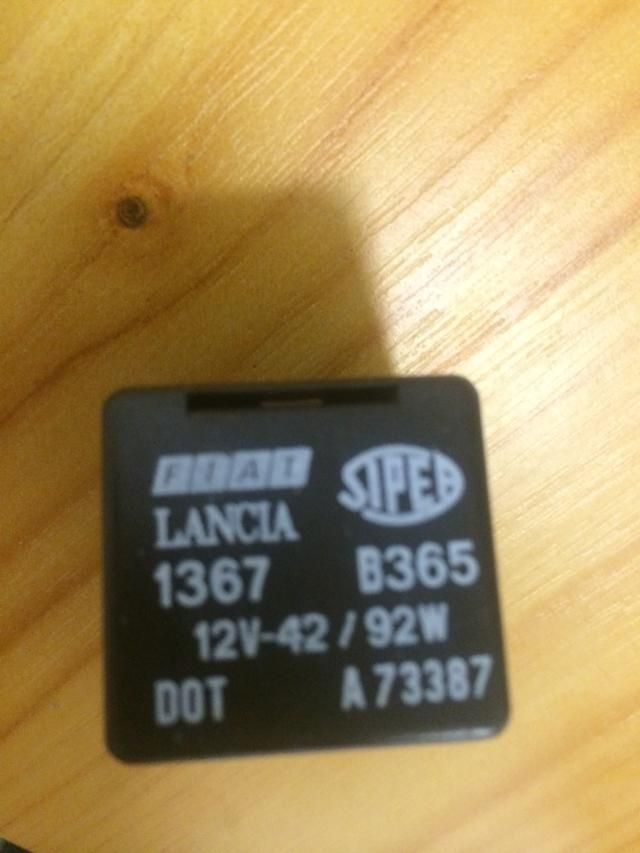 FIAT SIPEA
LANCIA
1367 B365
12V-42 / 92W
DOT A 73387